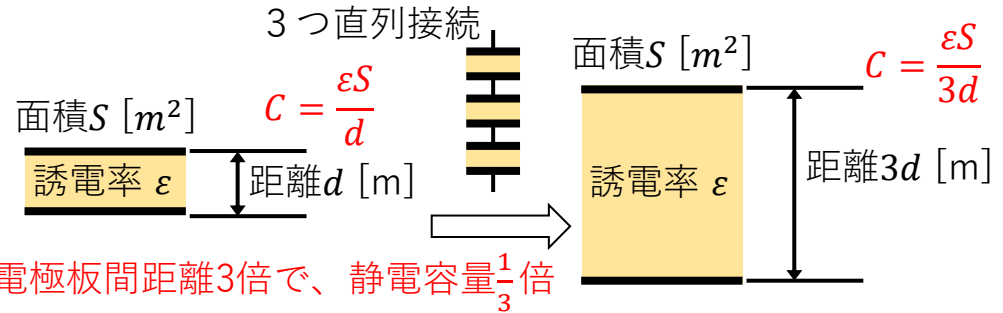 3つ直列接続
面積S [m²]
C = εS/d
誘電率 ε
距離d [m]
面積S [m²]
C = εS/3d
誘電率 ε
距離3d [m]
電極板間距離3倍で、静電容量1/3倍